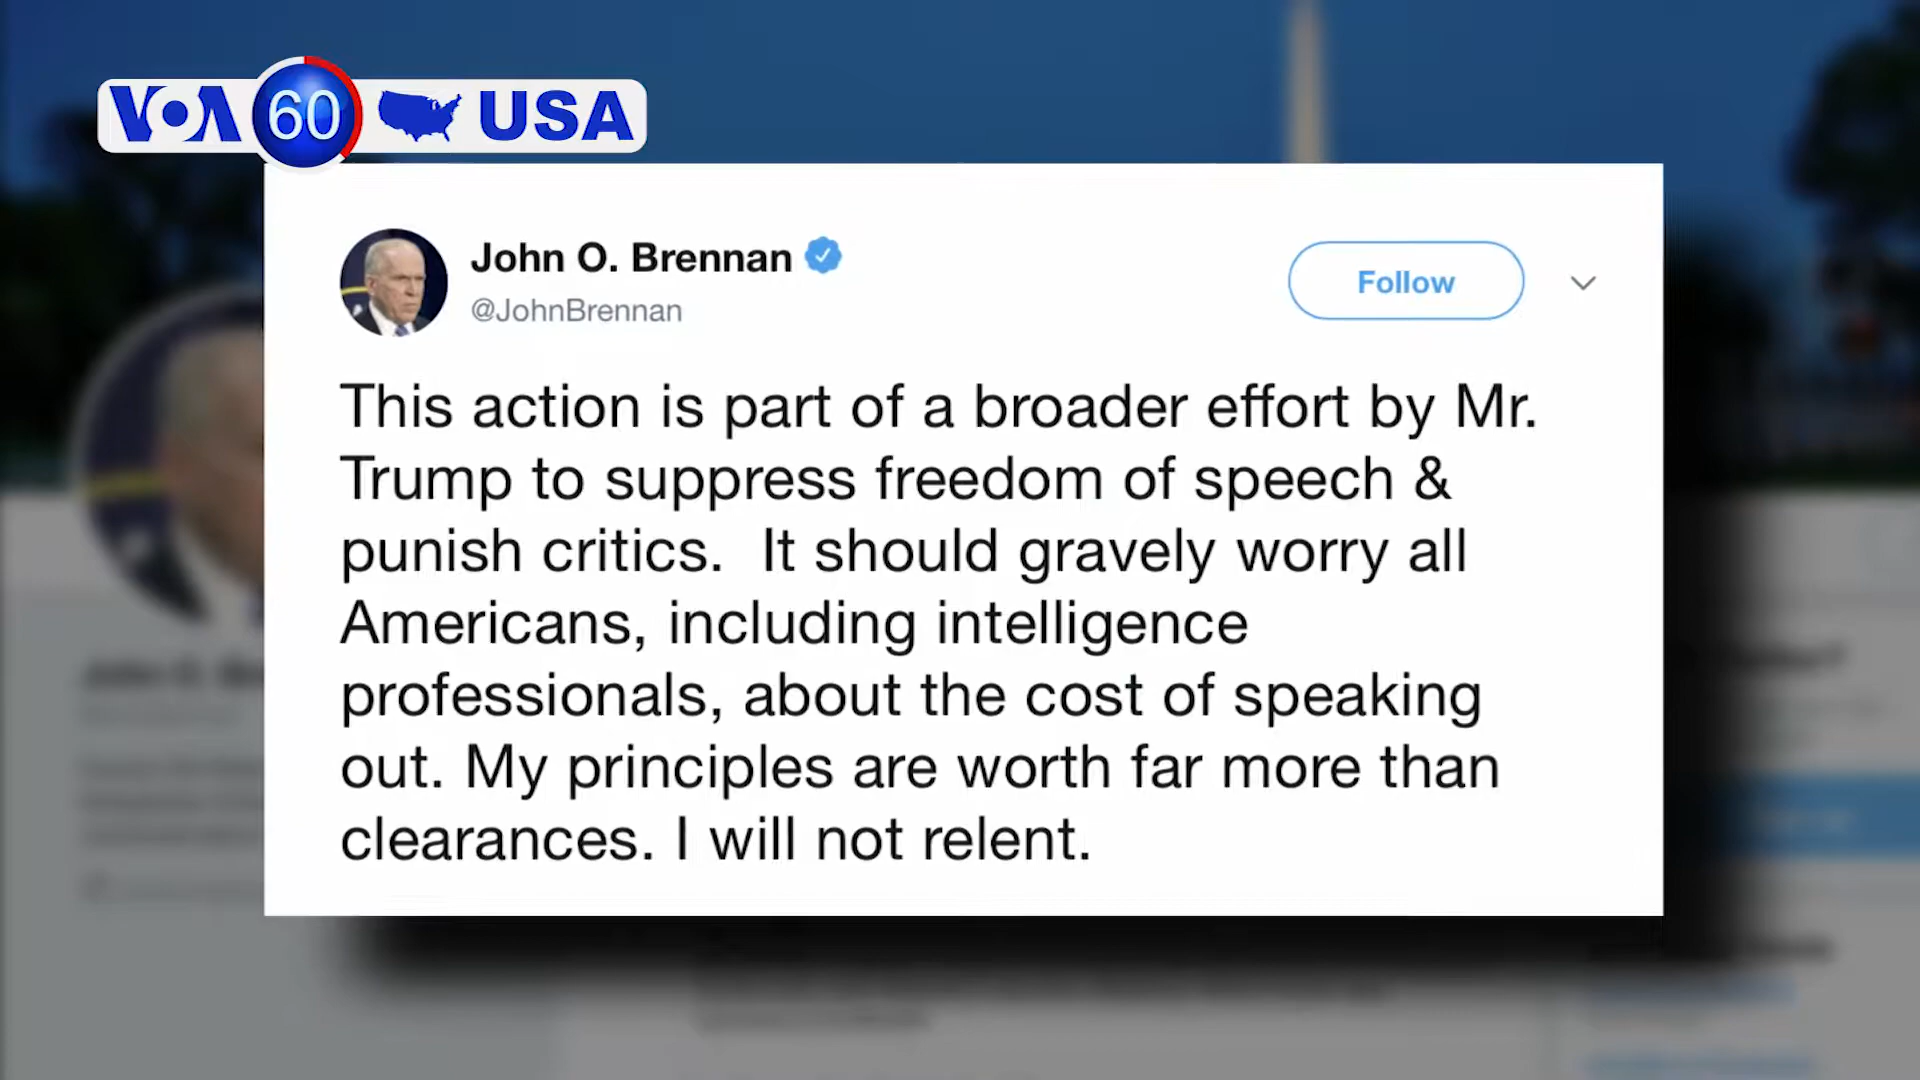 VOA 60 USA
John O. Brennan
@JohnBrennan
Follow
This action is part of a broader effort by Mr.
Trump to suppress freedom of speech &
punish critics.  It should gravely worry all
Americans, including intelligence
professionals, about the cost of speaking
out. My principles are worth far more than
clearances. I will not relent.